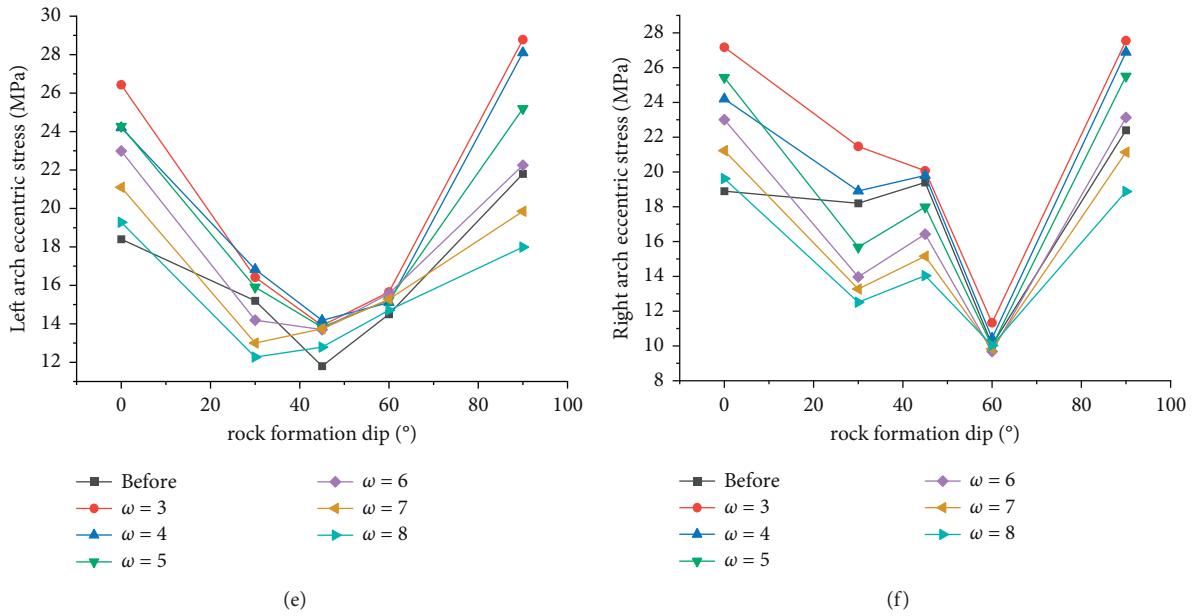 30
28
26
24
22
20
18
16
14
12
Left arch eccentric stress (MPa)
0 20 40 60 80 100
rock formation dip (°)
Before
ω = 3
ω = 4
ω = 5
ω = 6
ω = 7
ω = 8
(e)
28
26
24
22
20
18
16
14
12
10
8
Right arch eccentric stress (MPa)
0 20 40 60 80 100
rock formation dip (°)
Before
ω = 3
ω = 4
ω = 5
ω = 6
ω = 7
ω = 8
(f)